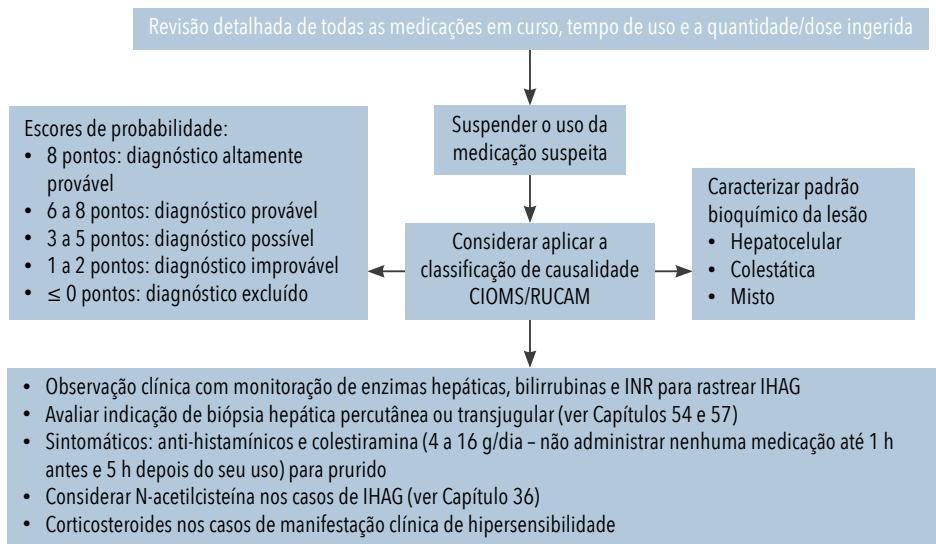 Revisão detalhada de todas as medicações em curso, tempo de uso e a quantidade/dose ingerida
Suspender o uso da
medicação suspeita
Escores de probabilidade:
• 8 pontos: diagnóstico altamente
provável
• 6 a 8 pontos: diagnóstico provável
• 3 a 5 pontos: diagnóstico possível
• 1 a 2 pontos: diagnóstico improvável
• ≤ 0 pontos: diagnóstico excluído
Considerar aplicar a
classificação de causalidade
CIOMS/RUCAM
Caracterizar padrão
bioquímico da lesão
• Hepatocelular
• Colestática
• Misto
• Observação clínica com monitoração de enzimas hepáticas, bilirrubinas e INR para rastrear IHAG
• Avaliar indicação de biópsia hepática percutânea ou transjugular (ver Capítulos 54 e 57)
• Sintomáticos: anti-histamínicos e colestiramina (4 a 16 g/dia – não administrar nenhuma medicação até 1 h
antes e 5 h depois do seu uso) para prurido
• Considerar N-acetilcisteína nos casos de IHAG (ver Capítulo 36)
• Corticosteroides nos casos de manifestação clínica de hipersensibilidade